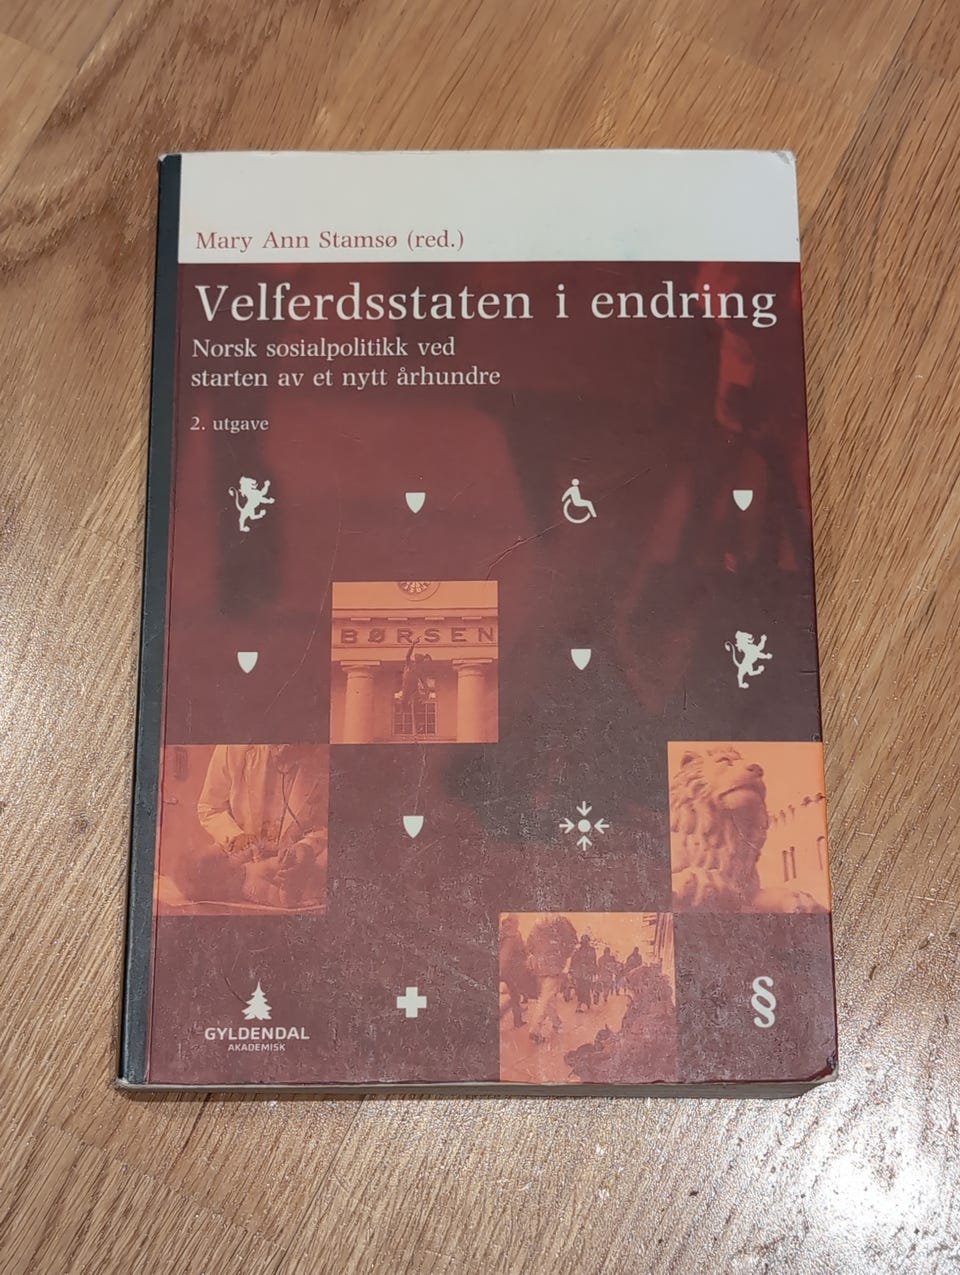 Mary Ann Stamsø (red.)
Velferdsstaten i endring
Norsk sosialpolitikk ved
starten av et nytt århundre
2. utgave
BØRSEN
GYLDENDAL
AKADEMISK
§